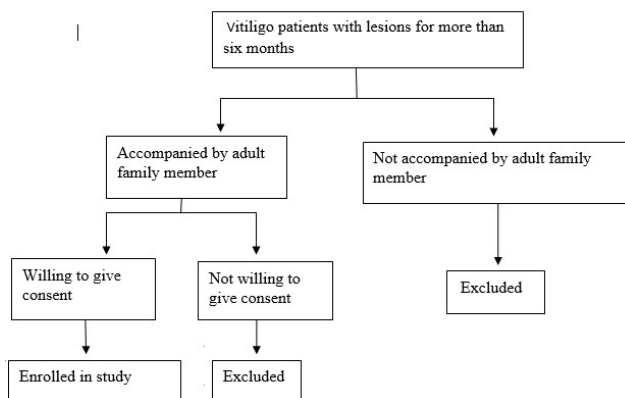 Vitiligo patients with lesions for more than
six months
Accompanied by adult
family member
Not accompanied by adult family
member
Willing to give
consent
Not willing to
give consent
Excluded
Enrolled in study
Excluded